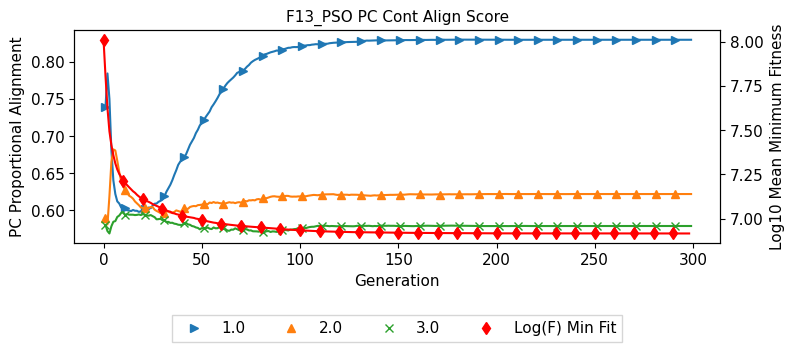 F13_PSO PC Cont Align Score
PC Proportional Alignment
0.80
0.75
0.70
0.65
0.60
8.00
7.75
7.50
7.25
7.00
Log10 Mean Minimum Fitness
0 50 100 150 200 250 300
Generation
1.0 2.0 3.0 Log(F) Min Fit